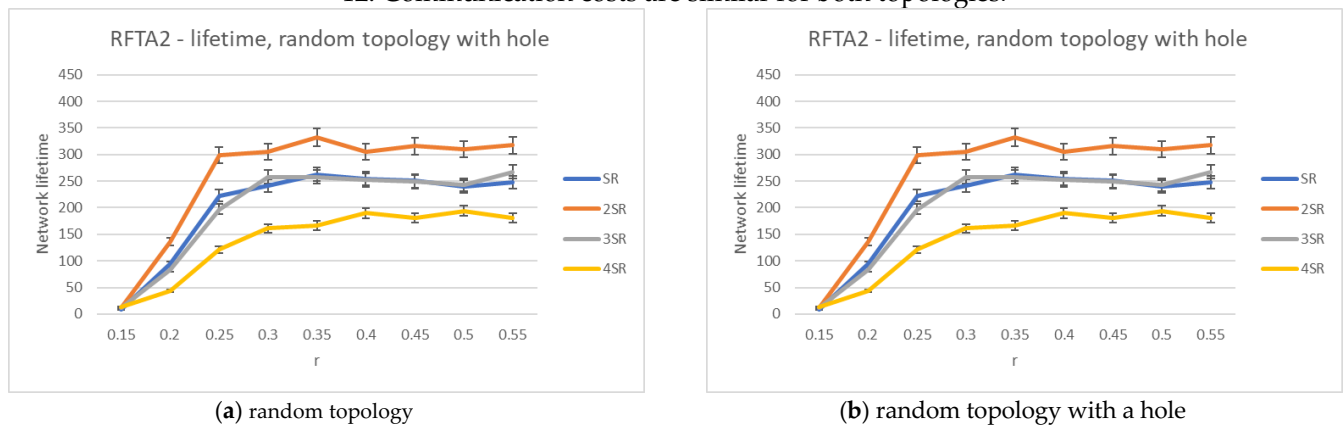 12. Communication costs are similar for both topologies.
RFTA2 - lifetime, random topology with hole
450
400
350
300
250
200
150
100
50
0
Network lifetime
0.15 0.2 0.25 0.3 0.35 0.4 0.45 0.5 0.55
r
SR
2SR
3SR
4SR
(a) random topology
RFTA2 - lifetime, random topology with hole
450
400
350
300
250
200
150
100
50
0
Network lifetime
0.15 0.2 0.25 0.3 0.35 0.4 0.45 0.5 0.55
r
SR
2SR
3SR
4SR
(b) random topology with a hole